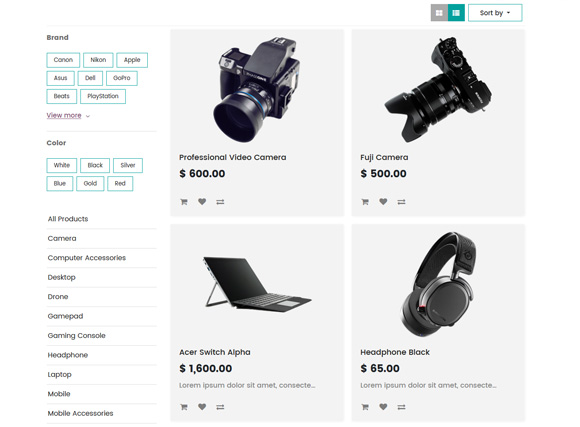 Sort by
Brand
Canon Nikon Apple
Asus Dell GoPro
Beats PlayStation
View more
Color
White Black Silver
Blue Gold Red
All Products
Camera
Computer Accessories
Desktop
Drone
Gamepad
Gaming Console
Headphone
Laptop
Mobile
Mobile Accessories
Professional Video Camera
$ 600.00
Fuji Camera
$ 500.00
Acer Switch Alpha
$ 1,600.00
Lorem ipsum dolor sit amet, consecte...
Headphone Black
$ 65.00
Lorem ipsum dolor sit amet, consecte...